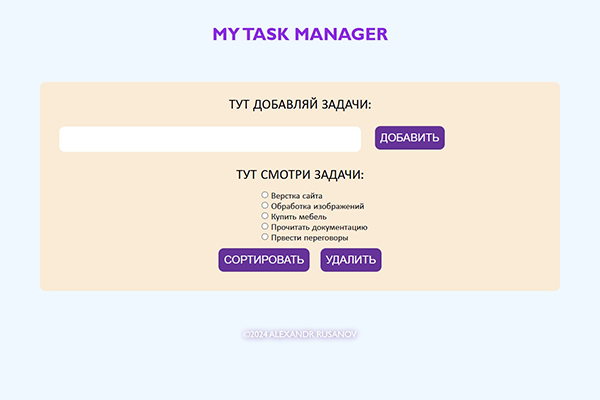 MY TASK MANAGER
ТУТ ДОБАВЛЯЙ ЗАДАЧИ:
ДОБАВИТЬ
ТУТ СМОТРИ ЗАДАЧИ:
Верстка сайта
Обработка изображений
Купить мебель
Прочитать документацию
Првести переговоры
СОРТИРОВАТЬ УДАЛИТЬ
©2024 ALEXANDR RUSANOV